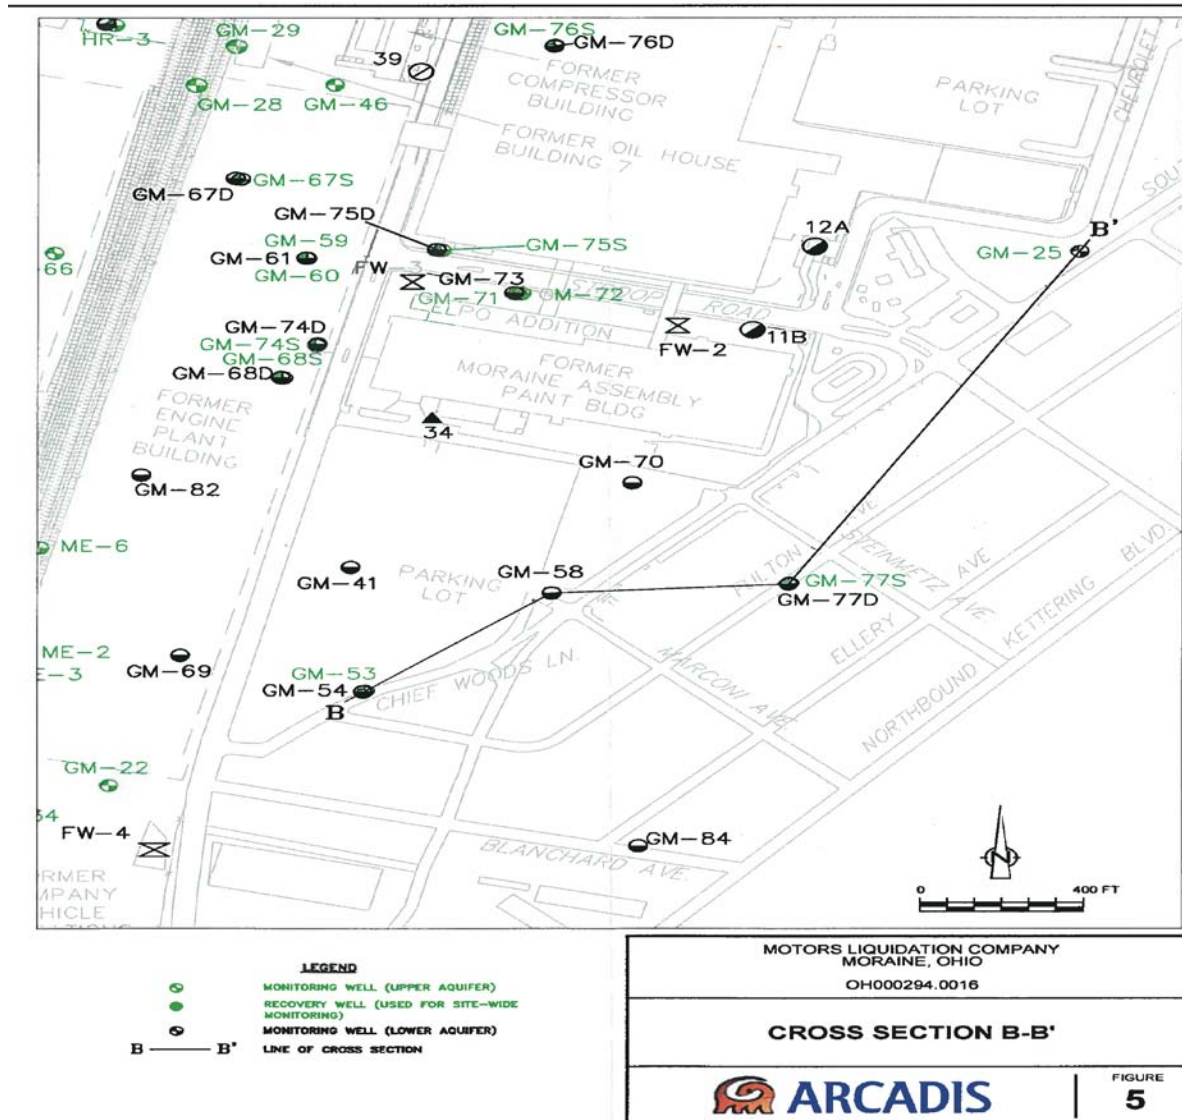 HR-3
GM-29
GM-76S
GM-76D
39
FORMER
COMPRESSOR
BUILDING
PARKING
LOT
CHEVROLET
GM-28
GM-46
FORMER OIL HOUSE
BUILDING 7
GM-67S
GM-67D
GM-75D
12A
B'
GM-59
GM-75S
GM-25
66
GM-61
GM-60
FW
3
GM-73
GM-71
GM-72
ROAD
ELPO ADDITION
GM-74D
FW-2
11B
GM-74S
GM-68S
GM-68D
FORMER
MORAINE ASSEMBLY
PAINT BLDG
FORMER
ENGINE
PLANT
BUILDING
34
GM-70
GM-82
ME-6
STEINMETZ AVE
AVE.
FULTON
AVE
KETTERING BLVD.
GM-41
PARKING
LOT
GM-58
GM-77S
GM-77D
ELLERY
ME-2
E-3
GM-69
GM-53
GM-54
B
CHIEF WOODS LN.
MARCONI AVE.
NORTHBOUND
GM-22
34
FW-4
GM-84
BLANCHARD AVE.
N
0 400 FT
RMER
MPANY
HICLE
LEGEND
MONITORING WELL (UPPER AQUIFER)
RECOVERY WELL (USED FOR SITE-WIDE
MONITORING)
MONITORING WELL (LOWER AQUIFER)
B B' LINE OF CROSS SECTION
MOTORS LIQUIDATION COMPANY
MORAINE, OHIO
OH000294.0016
CROSS SECTION B-B'
ARCADIS
FIGURE
5